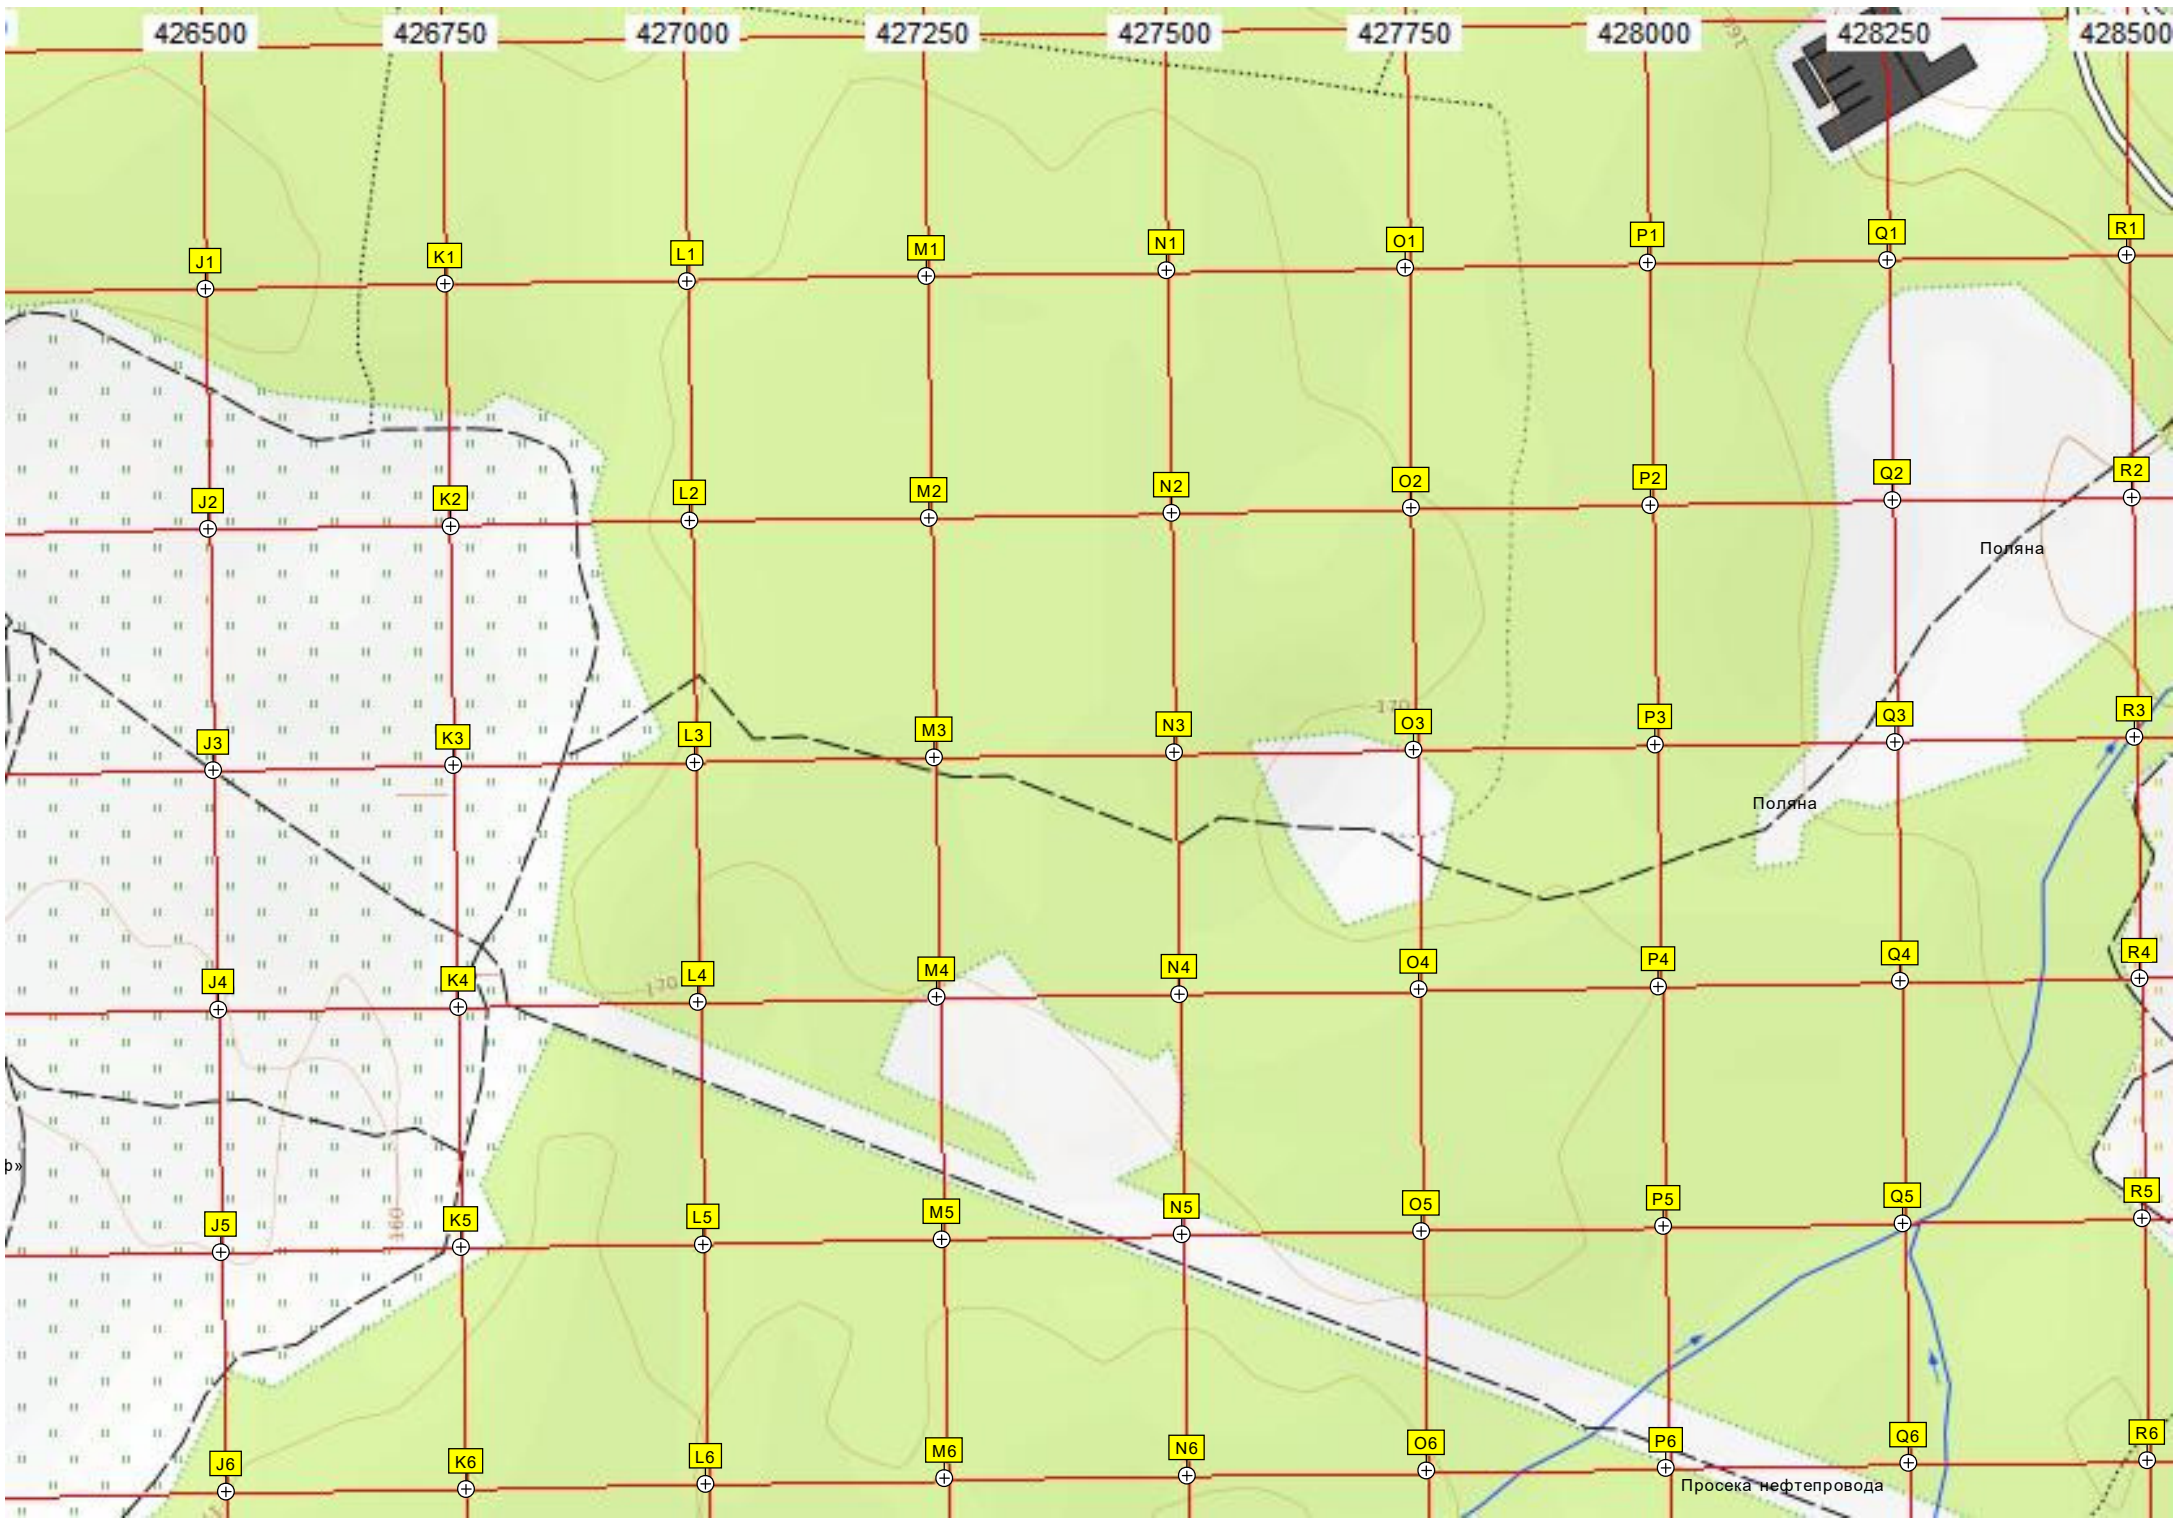 426500 426750 427000 427250 427500 427750 428000 428250 428500
J1 K1 L1 M1 N1 O1 P1 Q1 R1
J2 K2 L2 M2 N2 O2 P2 Q2 R2
Поляна
170
J3 K3 L3 M3 N3 O3 P3 Q3 R3
Поляна
J4 K4 L4 M4 N4 O4 P4 Q4 R4
170
ф»
160
J5 K5 L5 M5 N5 O5 P5 Q5 R5
J6 K6 L6 M6 N6 O6 P6 Q6 R6
Просека нефтепровода